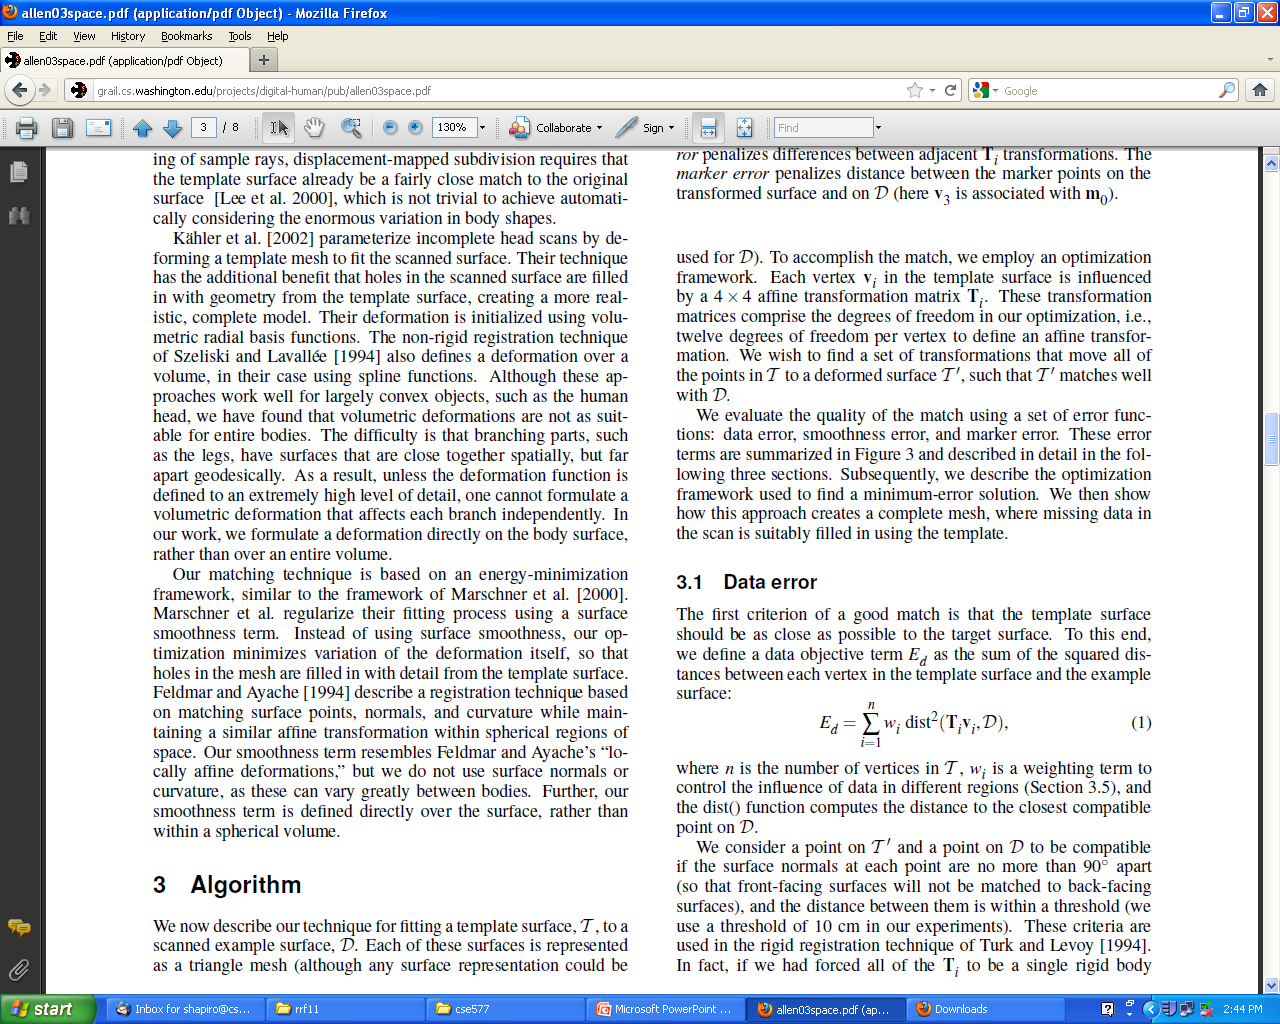 allen03space.pdf (application/pdf Object) - Mozilla Firefox
File Edit View History Bookmarks Tools Help
allen03space.pdf (application/pdf Object)
grail.cs.washington.edu/projects/digital-human/pub/allen03space.pdf
Google
3 / 8
130%
Collaborate
Sign
Find
ing of sample rays, displacement-mapped subdivision requires that
the template surface already be a fairly close match to the original
surface [Lee et al. 2000], which is not trivial to achieve automati-
cally considering the enormous variation in body shapes.
Kähler et al. [2002] parameterize incomplete head scans by de-
forming a template mesh to fit the scanned surface. Their technique
has the additional benefit that holes in the scanned surface are filled
in with geometry from the template surface, creating a more real-
istic, complete model. Their deformation is initialized using volu-
metric radial basis functions. The non-rigid registration technique
of Szeliski and Lavallée [1994] also defines a deformation over a
volume, in their case using spline functions. Although these ap-
proaches work well for largely convex objects, such as the human
head, we have found that volumetric deformations are not as suit-
able for entire bodies. The difficulty is that branching parts, such
as the legs, have surfaces that are close together spatially, but far
apart geodesically. As a result, unless the deformation function is
defined to an extremely high level of detail, one cannot formulate a
volumetric deformation that affects each branch independently. In
our work, we formulate a deformation directly on the body surface,
rather than over an entire volume.
Our matching technique is based on an energy-minimization
framework, similar to the framework of Marschner et al. [2000].
Marschner et al. regularize their fitting process using a surface
smoothness term. Instead of using surface smoothness, our op-
timization minimizes variation of the deformation itself, so that
holes in the mesh are filled in with detail from the template surface.
Feldmar and Ayache [1994] describe a registration technique based
on matching surface points, normals, and curvature while main-
taining a similar affine transformation within spherical regions of
space. Our smoothness term resembles Feldmar and Ayache's “lo-
cally affine deformations,” but we do not use surface normals or
curvature, as these can vary greatly between bodies. Further, our
smoothness term is defined directly over the surface, rather than
within a spherical volume.
3 Algorithm
We now describe our technique for fitting a template surface, T, to a
scanned example surface, D. Each of these surfaces is represented
as a triangle mesh (although any surface representation could be
ror penalizes differences between adjacent Ti transformations. The
marker error penalizes distance between the marker points on the
transformed surface and on D (here v3 is associated with m0).
used for D). To accomplish the match, we employ an optimization
framework. Each vertex vi in the template surface is influenced
by a 4 × 4 affine transformation matrix Ti. These transformation
matrices comprise the degrees of freedom in our optimization, i.e.,
twelve degrees of freedom per vertex to define an affine transfor-
mation. We wish to find a set of transformations that move all of
the points in T to a deformed surface T′, such that T′ matches well
with D.
We evaluate the quality of the match using a set of error func-
tions: data error, smoothness error, and marker error. These error
terms are summarized in Figure 3 and described in detail in the fol-
lowing three sections. Subsequently, we describe the optimization
framework used to find a minimum-error solution. We then show
how this approach creates a complete mesh, where missing data in
the scan is suitably filled in using the template.
3.1 Data error
The first criterion of a good match is that the template surface
should be as close as possible to the target surface. To this end,
we define a data objective term Ed as the sum of the squared dis-
tances between each vertex in the template surface and the example
surface:
Ed = ∑ i=1 n wi dist²(Tivi, D), (1)
where n is the number of vertices in T, wi is a weighting term to
control the influence of data in different regions (Section 3.5), and
the dist() function computes the distance to the closest compatible
point on D.
We consider a point on T′ and a point on D to be compatible
if the surface normals at each point are no more than 90° apart
(so that front-facing surfaces will not be matched to back-facing
surfaces), and the distance between them is within a threshold (we
use a threshold of 10 cm in our experiments). These criteria are
used in the rigid registration technique of Turk and Levoy [1994].
In fact, if we had forced all of the Ti to be a single rigid body
start
Inbox for shapiro@cs...
rrf11
cse577
Microsoft PowerPoint ...
allen03space.pdf (ap...
Downloads
2:44 PM